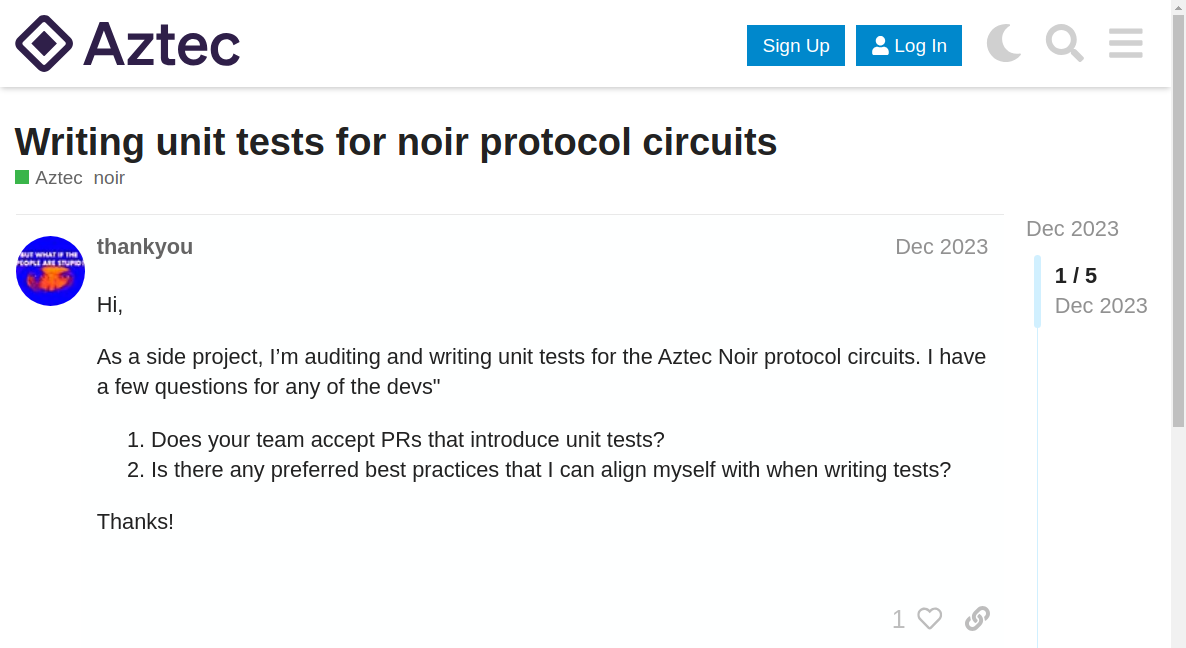 Aztec
Sign Up
Log In
Writing unit tests for noir protocol circuits
Aztec noir
BUT WHAT IF THE
PEOPLE ARE STUPID?
thankyou
Dec 2023
Hi,
As a side project, I’m auditing and writing unit tests for the Aztec Noir protocol circuits. I have
a few questions for any of the devs"
1. Does your team accept PRs that introduce unit tests?
2. Is there any preferred best practices that I can align myself with when writing tests?
Thanks!
1
Dec 2023
1 / 5
Dec 2023